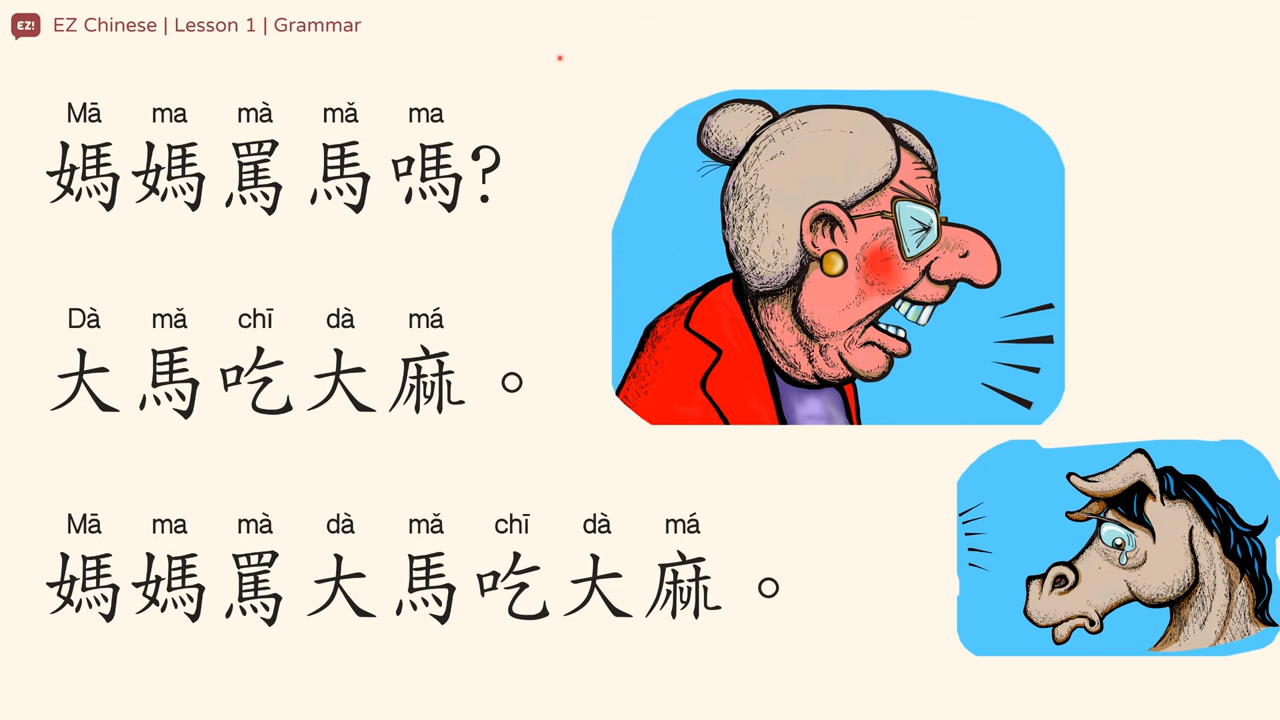 EZ! EZ Chinese | Lesson 1 | Grammar
Mā ma mà mǎ ma
媽媽罵馬嗎?
Dà mǎ chī dà má
大馬吃大麻。
Mā ma mà dà mǎ chī dà má
媽媽罵大馬吃大麻。